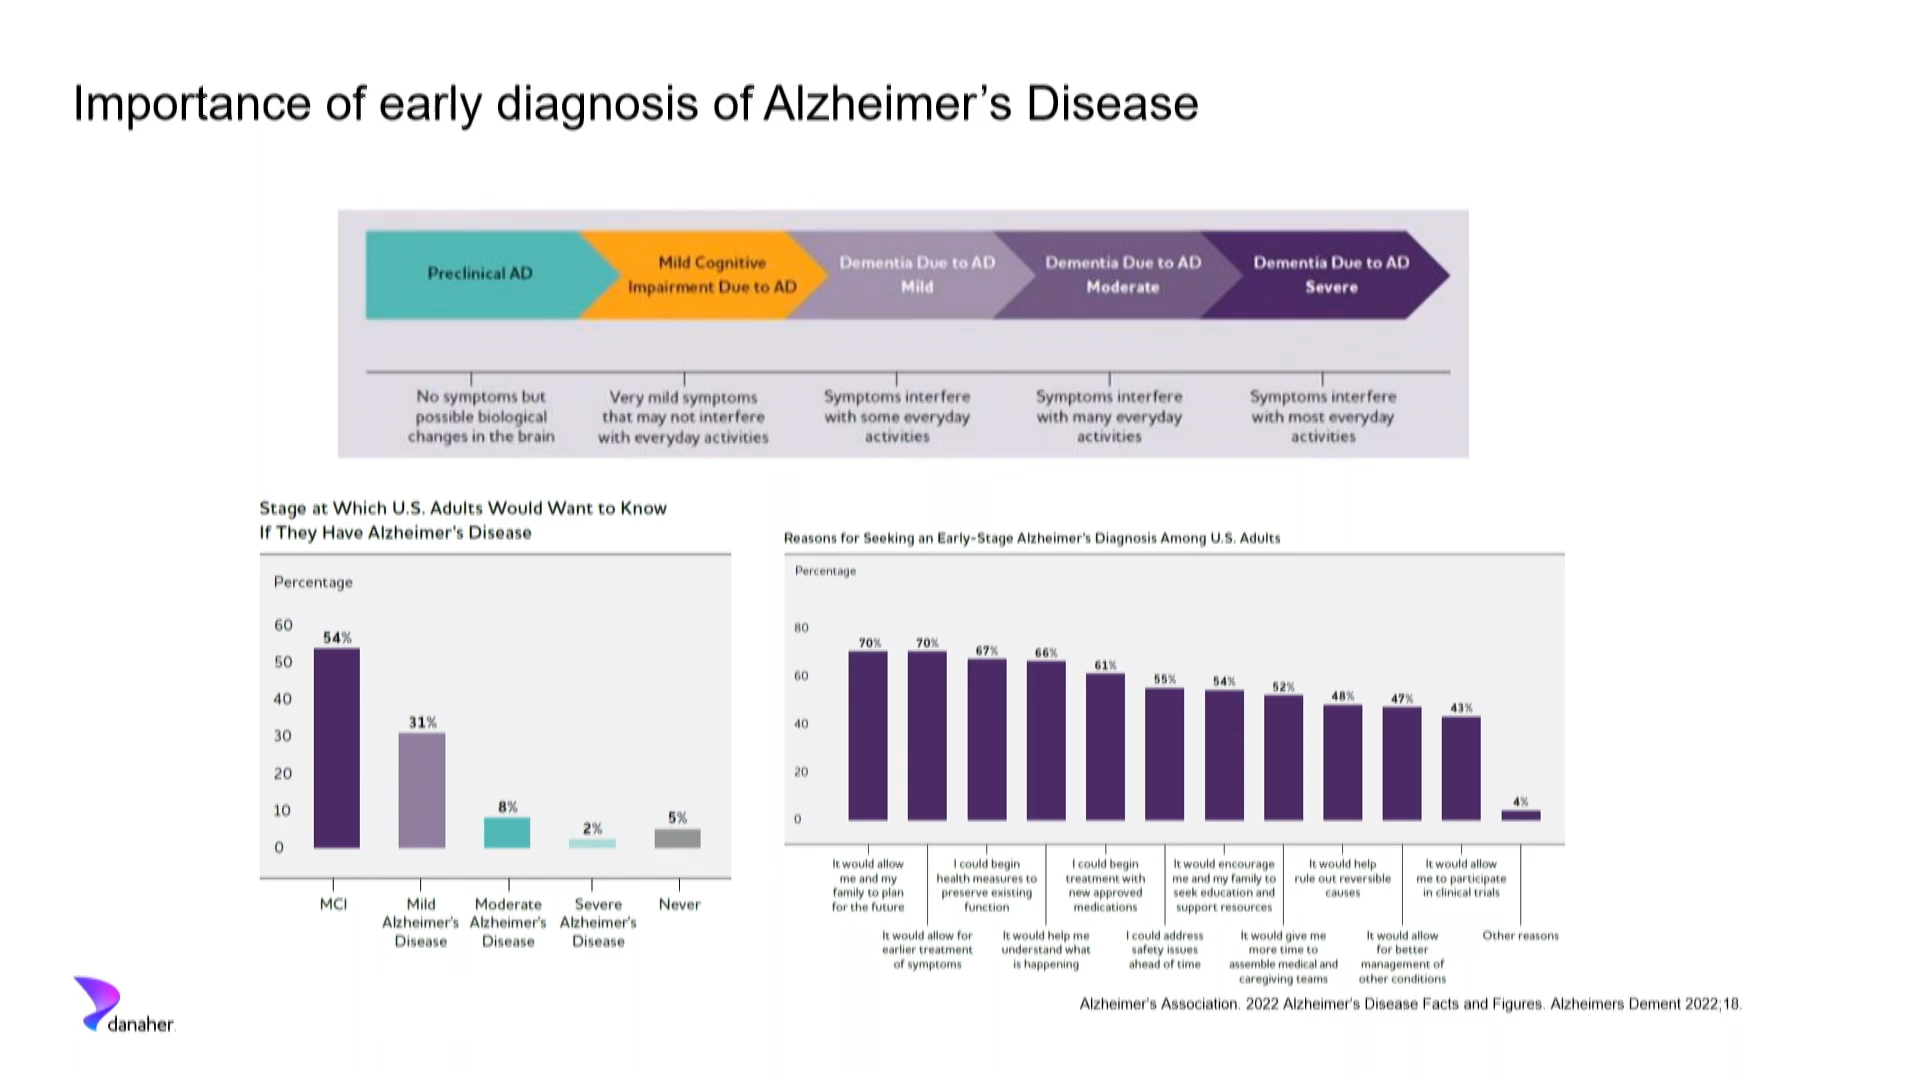 Importance of early diagnosis of Alzheimer's Disease
Preclinical AD
Mild Cognitive
Impairment Due to AD
Dementia Due to AD
Mild
Dementia Due to AD
Moderate
Dementia Due to AD
Severe
No symptoms but
possible biological
changes in the brain
Very mild symptoms
that may not interfere
with everyday activities
Symptoms interfere
with some everyday
activities
Symptoms interfere
with many everyday
activities
Symptoms interfere
with most everyday
activities
Stage at Which U.S. Adults Would Want to Know
If They Have Alzheimer's Disease
Percentage
60
50
40
30
20
10
0
54%
31%
8%
2%
5%
MCI
Mild
Alzheimer's
Disease
Moderate
Alzheimer's
Disease
Severe
Alzheimer's
Disease
Never
Reasons for Seeking an Early-Stage Alzheimer's Diagnosis Among U.S. Adults
Percentage
80
60
40
20
0
70%
70%
67%
66%
61%
55%
54%
52%
48%
47%
43%
4%
It would allow
me and my
family to plan
for the future
It would allow for
earlier treatment
of symptoms
I could begin
health measures to
preserve existing
function
It would help me
understand what
is happening
I could begin
treatment with
new approved
medications
I could address
safety issues
ahead of time
It would encourage
me and my family to
seek education and
support resources
It would give me
more time to
assemble medical and
caregiving teams
It would help
rule out reversible
causes
It would allow
for better
management of
other conditions
It would allow
me to participate
in clinical trials
Other reasons
Alzheimer's Association. 2022 Alzheimer's Disease Facts and Figures. Alzheimers Dement 2022;18.
danaher.